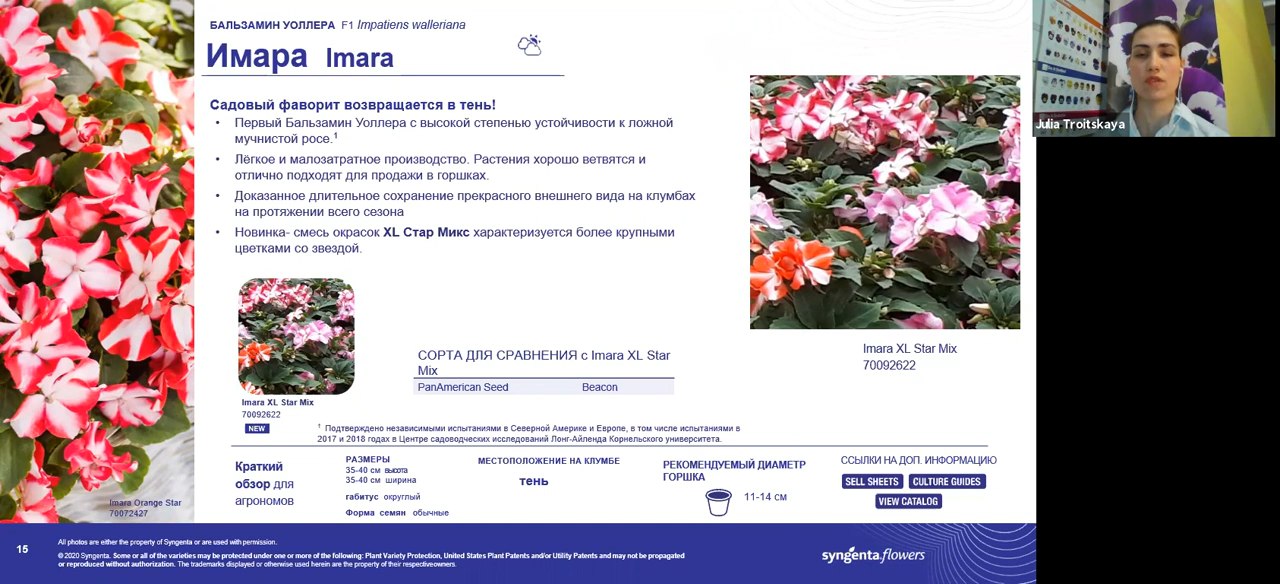 БАЛЬЗАМИН УОЛЛЕРА F1 Impatiens walleriana
Имара Imara
Садовый фаворит возвращается в тень!
• Первый Бальзамин Уоллера с высокой степенью устойчивости к ложной
мучнистой росе.¹
• Лёгкое и малозатратное производство. Растения хорошо ветвятся и
отлично подходят для продажи в горшках.
• Доказанное длительное сохранение прекрасного внешнего вида на клумбах
на протяжении всего сезона
• Новинка- смесь окрасок XL Стар Микс характеризуется более крупными
цветками со звездой.
Julia Troitskaya
СОРТА ДЛЯ СРАВНЕНИЯ с Imara XL Star
Mix
PanAmerican Seed Beacon
Imara XL Star Mix
70092622
Imara XL Star Mix
70092622
NEW
¹ Подтверждено независимыми испытаниями в Северной Америке и Европе, в том числе испытаниями в
2017 и 2018 годах в Центре садоводческих исследований Лонг-Айленда Корнельского университета.
Краткий
обзор для
агрономов
РАЗМЕРЫ
35-40 см высота
35-40 см ширина
габитус округлый
Форма семян обычные
МЕСТОПОЛОЖЕНИЕ НА КЛУМБЕ
тень
РЕКОМЕНДУЕМЫЙ ДИАМЕТР
ГОРШКА
11-14 см
ССЫЛКИ НА ДОП. ИНФОРМАЦИЮ
SELL SHEETS CULTURE GUIDES
VIEW CATALOG
Imara Orange Star
70072427
15
All photos are either the property of Syngenta or are used with permission.
© 2020 Syngenta. Some or all of the varieties may be protected under one or more of the following: Plant Variety Protection, United States Plant Patents and/or Utility Patents and may not be propagated
or reproduced without authorization. The trademarks displayed or otherwise used herein are the property of their respectiveowners.
syngenta.flowers